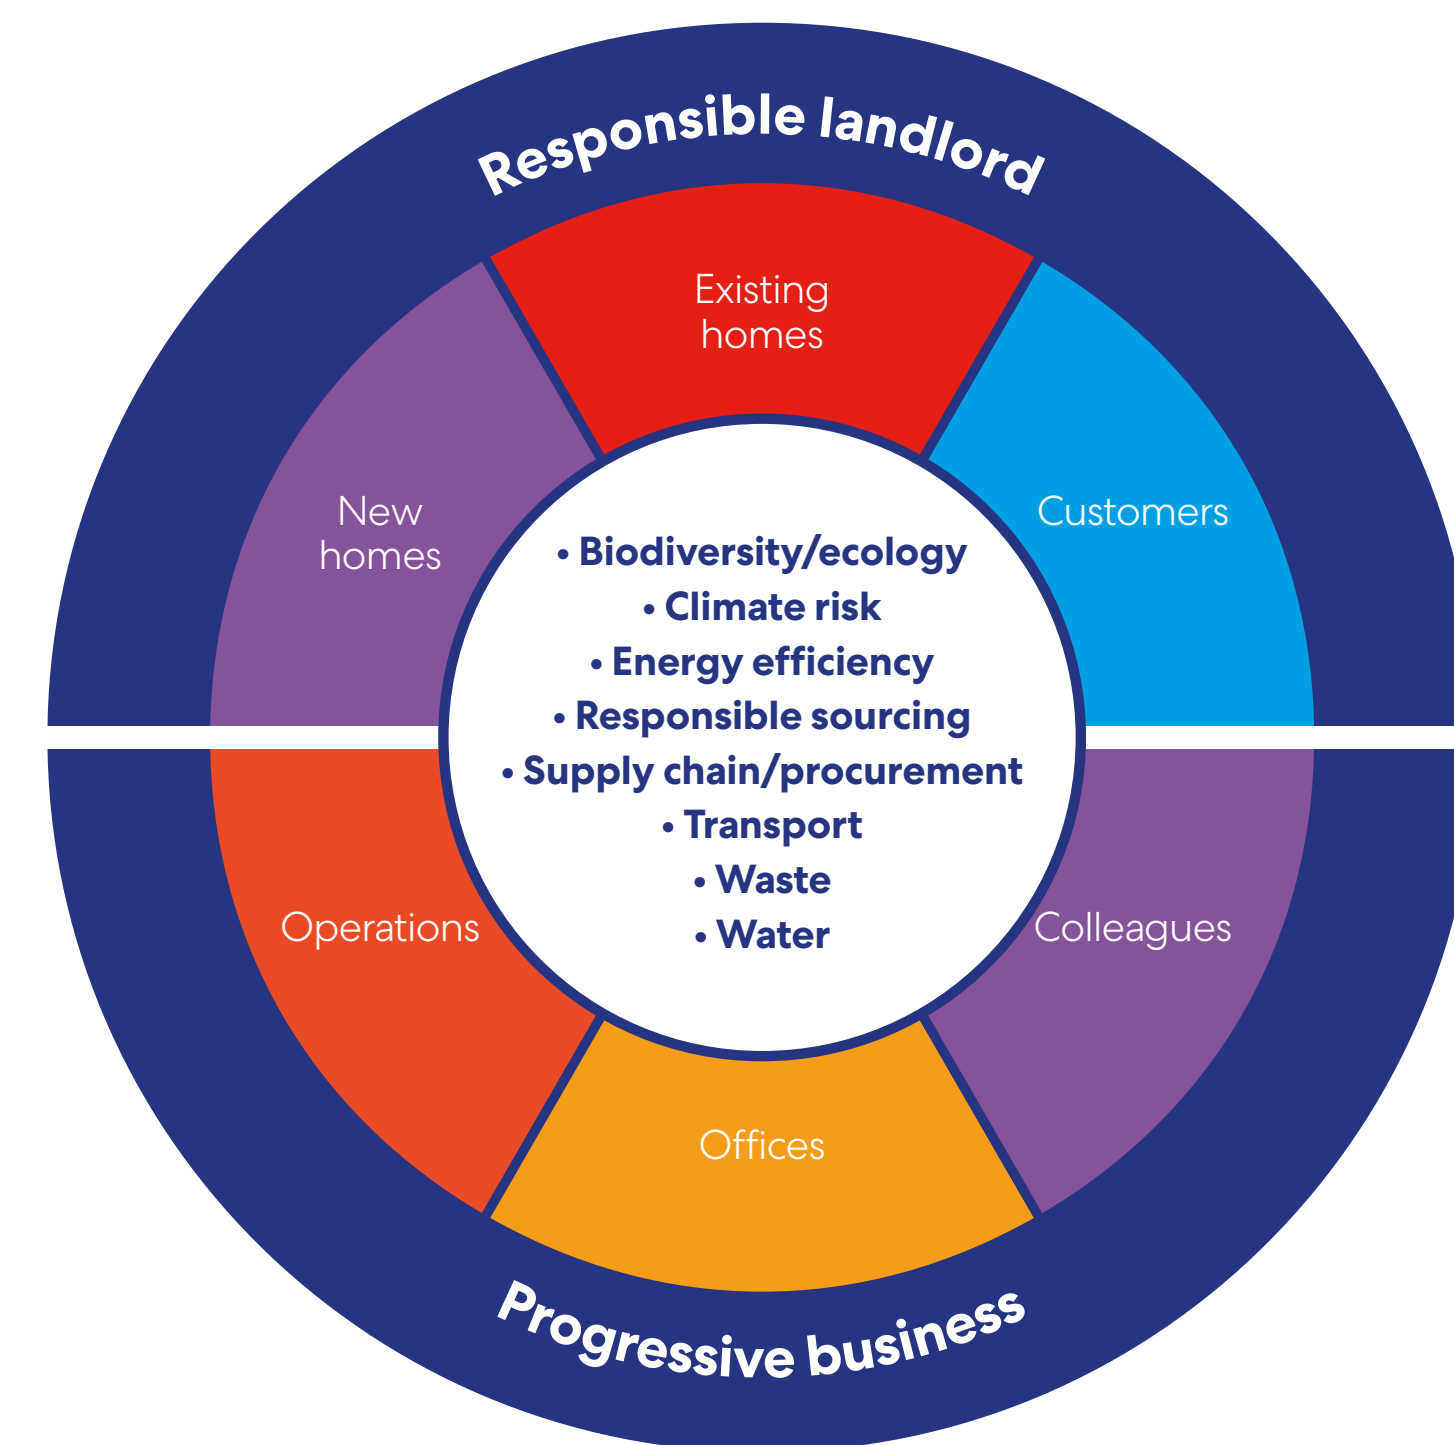 Responsible landlord
Existing
homes
New
homes
Customers
• Biodiversity/ecology
• Climate risk
• Energy efficiency
• Responsible sourcing
• Supply chain/procurement
• Transport
• Waste
• Water
Operations
Colleagues
Offices
Progressive business